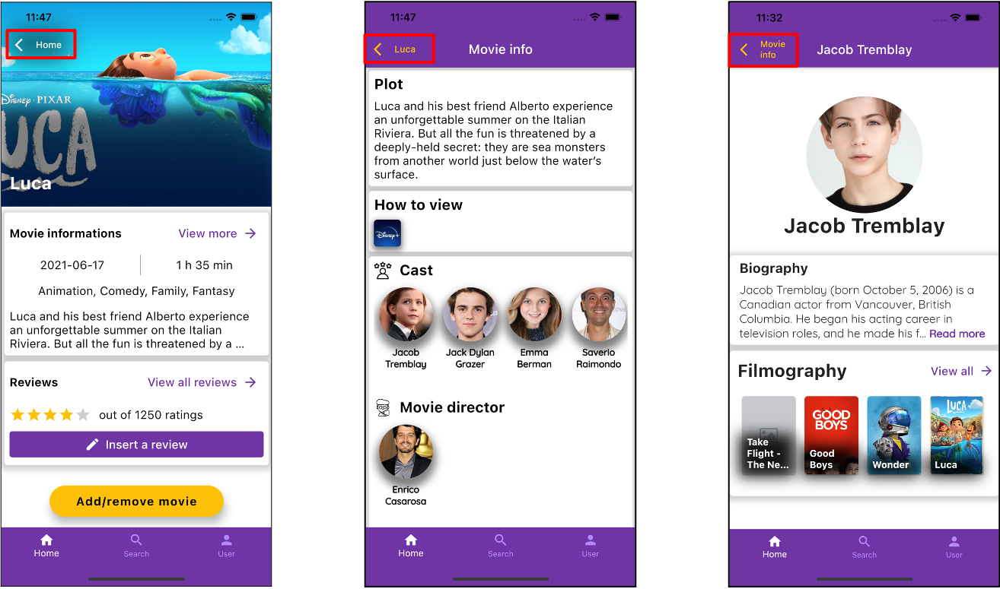 11:47
Home
DISNEY · PIXAR
LUCA
Luca
Movie informations
View more
2021-06-17
1 h 35 min
Animation, Comedy, Family, Fantasy
Luca and his best friend Alberto experience
an unforgettable summer on the Italian
Riviera. But all the fun is threatened by a ...
Reviews
View all reviews
out of 1250 ratings
Insert a review
Add/remove movie
Home
Search
User
11:47
Luca
Movie info
Plot
Luca and his best friend Alberto experience
an unforgettable summer on the Italian
Riviera. But all the fun is threatened by a
deeply-held secret: they are sea monsters
from another world just below the water's
surface.
How to view
Disney+
Cast
Jacob
Tremblay
Jack Dylan
Grazer
Emma
Berman
Saverio
Raimondo
Movie director
Enrico
Casarosa
Home
Search
User
11:32
Movie
info
Jacob Tremblay
Jacob Tremblay
Biography
Jacob Tremblay (born October 5, 2006) is a
Canadian actor from Vancouver, British
Columbia. He began his acting career in
television roles, and he made his f... Read more
Filmography
View all
Take
Flight -
The Ne...
GOOD
BOYS
Good
Boys
Wonder
LUCA
Luca
Home
Search
User